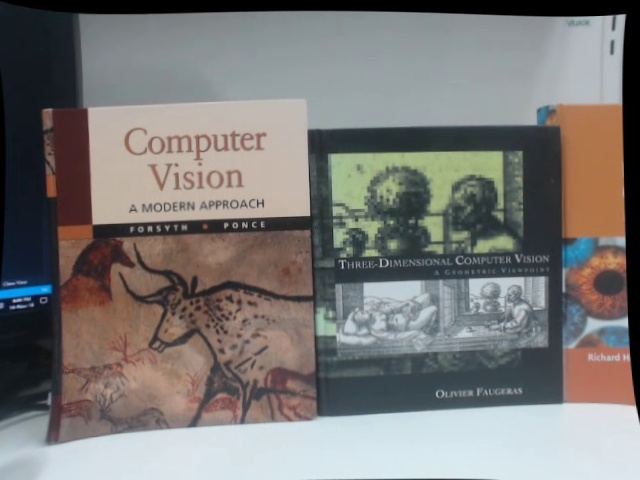 Computer
Vision
A MODERN APPROACH
FORSYTH • PONCE
THREE-DIMENSIONAL COMPUTER VISION
A GEOMETRIC VIEWPOINT
OLIVIER FAUGERAS
Richard H